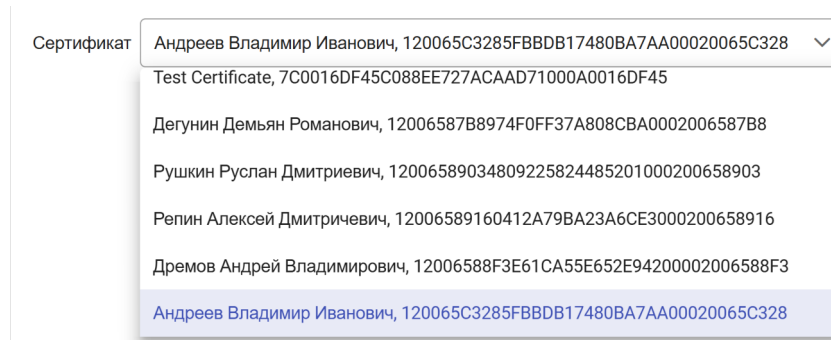 Сертификат
Андреев Владимир Иванович, 120065C3285FBBDB17480BA7AA00020065C328
Test Certificate, 7C0016DF45C088EE727ACAAD71000A0016DF45
Дегунин Демьян Романович, 12006587B8974F0FF37A808CBA0002006587B8
Рушкин Руслан Дмитриевич, 120065890348092258244852010002006589​03
Репин Алексей Дмитричевич, 12006589160412A79BA23A6CE3000200658916
Дремов Андрей Владимирович, 12006588F3E61CA55E652E94200002006588F3
Андреев Владимир Иванович, 120065C3285FBBDB17480BA7AA00020065C328